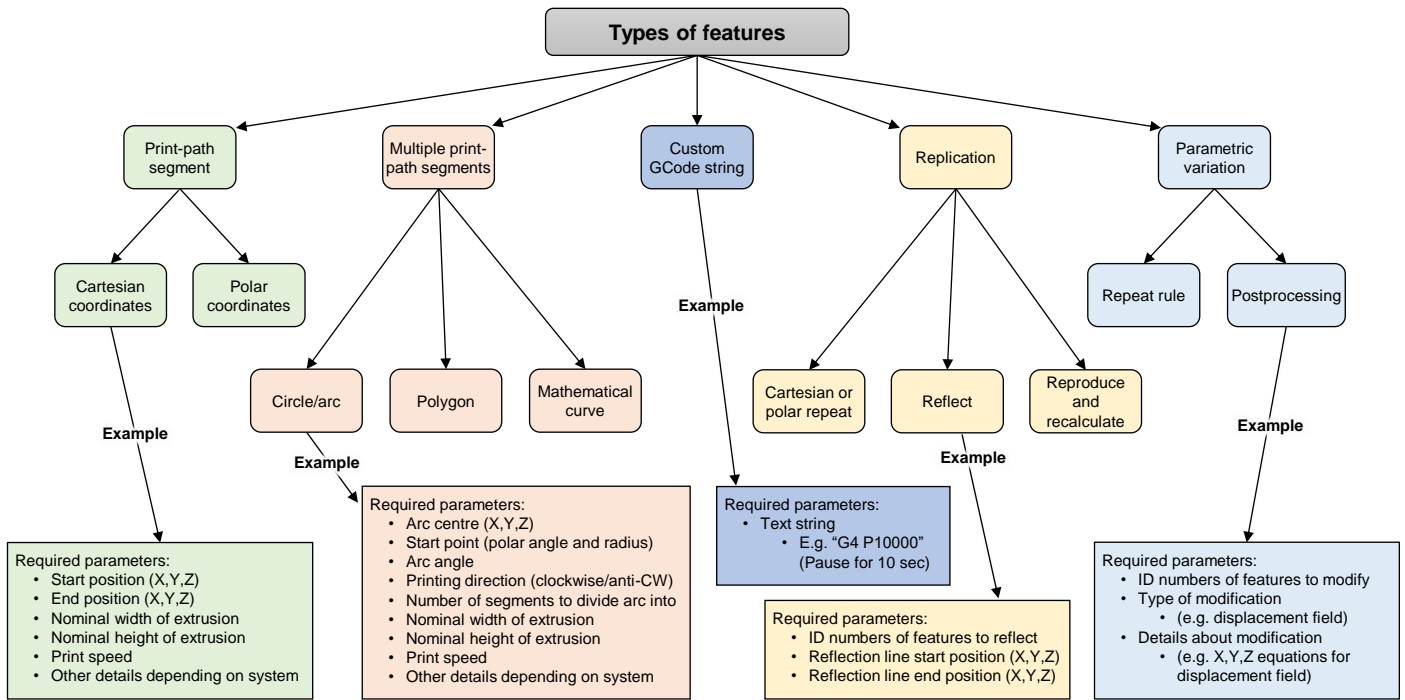 Types of features
Print-path
segment
Multiple print-
path segments
Custom
GCode string
Replication
Parametric
variation
Cartesian
coordinates
Polar
coordinates
Repeat rule
Postprocessing
Example
Circle/arc
Polygon
Mathematical
curve
Cartesian or
polar repeat
Reflect
Reproduce
and
recalculate
Example
Example
Example
Example
Required parameters:
• Start position (X,Y,Z)
• End position (X,Y,Z)
• Nominal width of extrusion
• Nominal height of extrusion
• Print speed
• Other details depending on system
Required parameters:
• Arc centre (X,Y,Z)
• Start point (polar angle and radius)
• Arc angle
• Printing direction (clockwise/anti-CW)
• Number of segments to divide arc into
• Nominal width of extrusion
• Nominal height of extrusion
• Print speed
• Other details depending on system
Required parameters:
• Text string
• E.g. “G4 P10000”
(Pause for 10 sec)
Required parameters:
• ID numbers of features to reflect
• Reflection line start position (X,Y,Z)
• Reflection line end position (X,Y,Z)
Required parameters:
• ID numbers of features to modify
• Type of modification
• (e.g. displacement field)
• Details about modification
• (e.g. X,Y,Z equations for
displacement field)